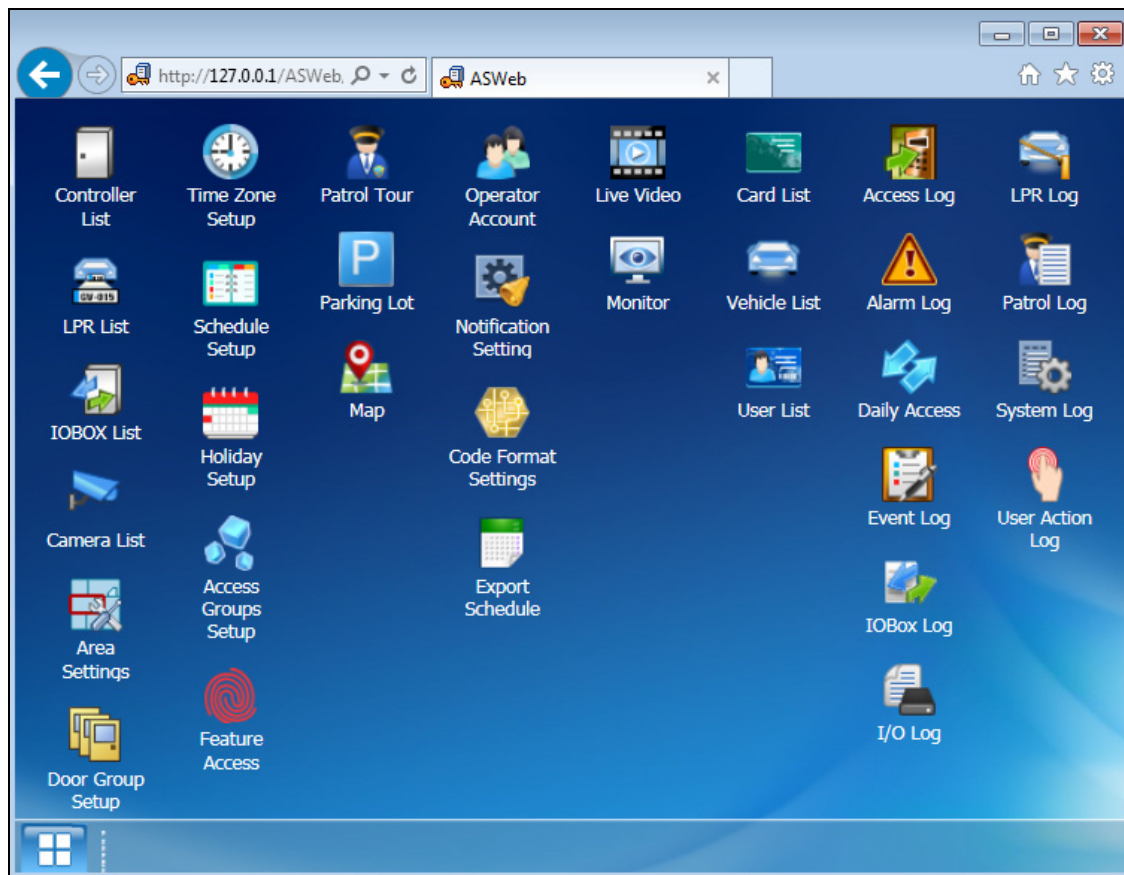 http://127.0.0.1/ASWeb,
ASWeb
Controller
List
Time Zone
Setup
Patrol Tour
Operator
Account
Live Video
Card List
Access Log
LPR Log
GV-015
LPR List
Schedule
Setup
P
Parking Lot
Notification
Setting
Monitor
Vehicle List
Alarm Log
Patrol Log
IOBOX List
Holiday
Setup
Map
Code Format
Settings
User List
Daily Access
System Log
Camera List
Access
Groups
Setup
Export
Schedule
Event Log
User Action
Log
Area
Settings
Feature
Access
IOBox Log
Door Group
Setup
I/O Log